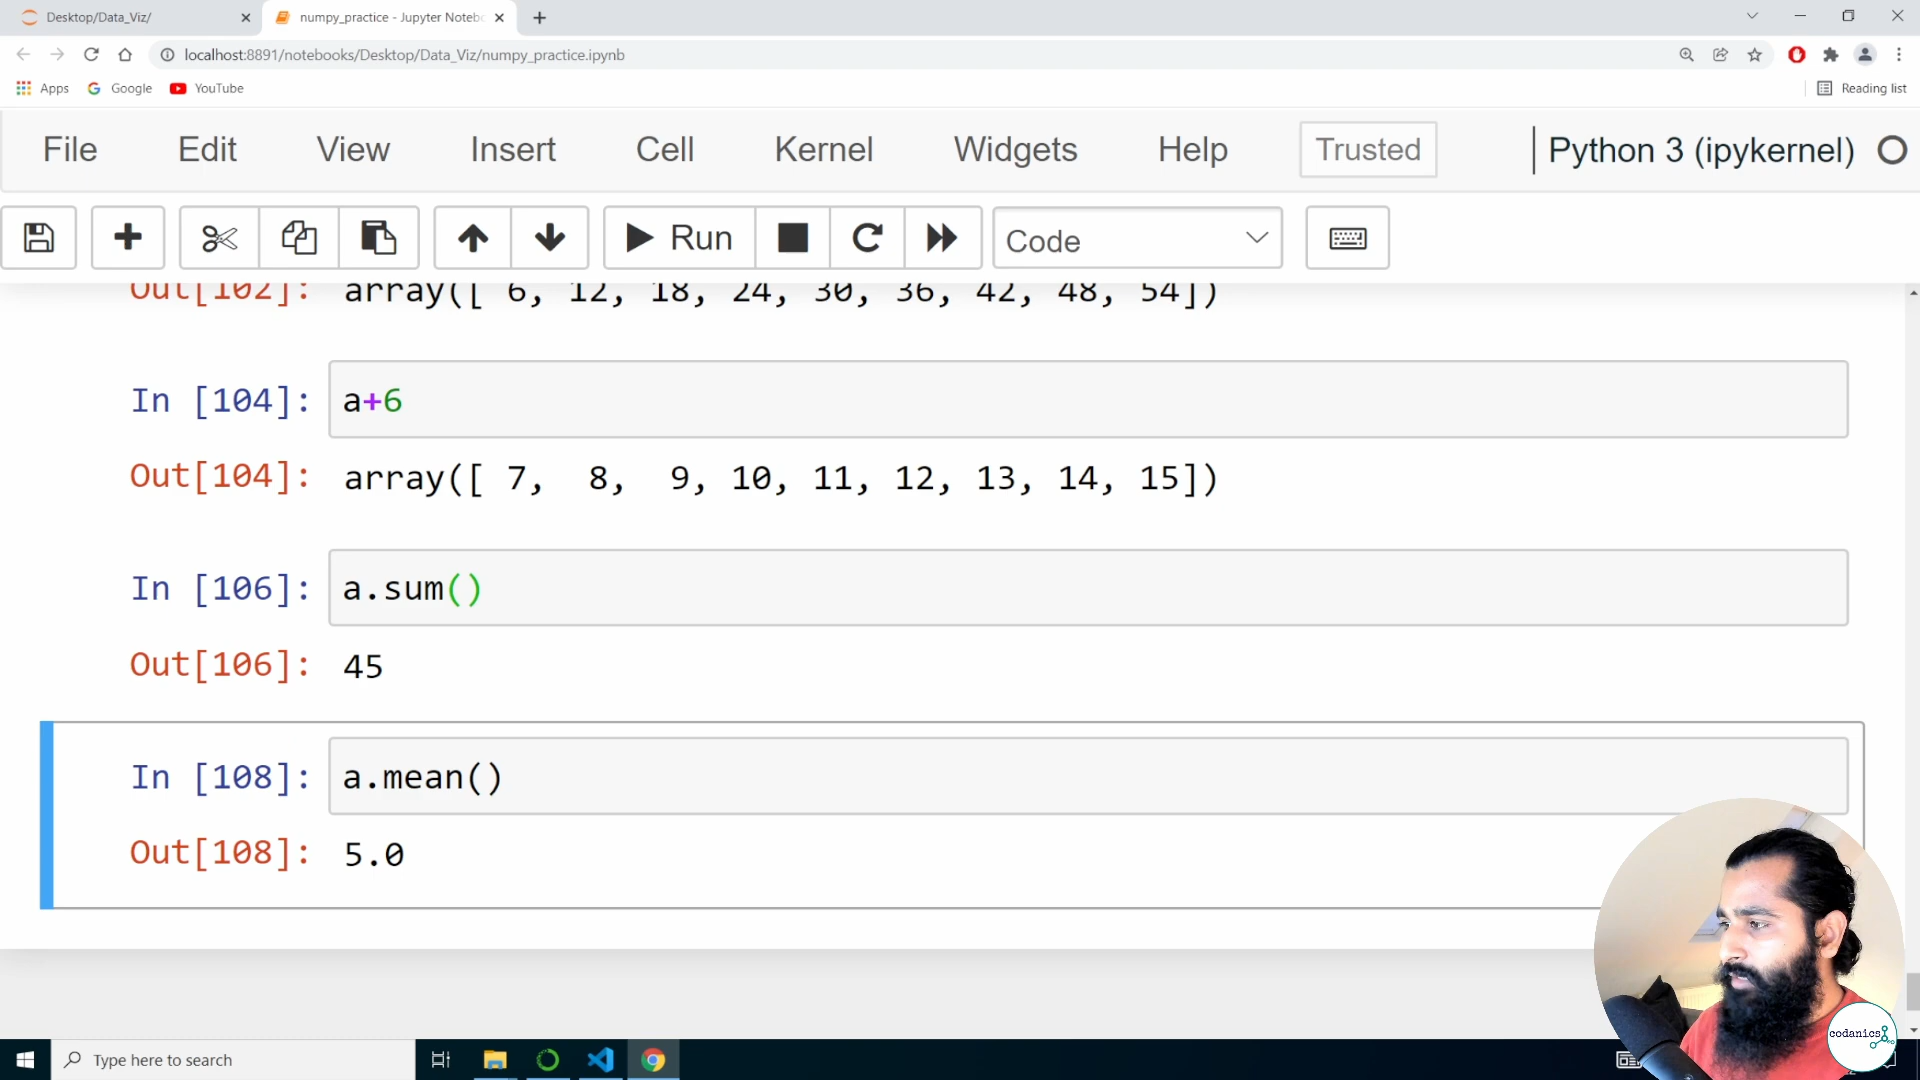 Desktop/Data_Viz/
numpy_practice - Jupyter Noteb
localhost:8891/notebooks/Desktop/Data_Viz/numpy_practice.ipynb
Apps
Google
YouTube
Reading list
File Edit View Insert Cell Kernel Widgets Help Trusted Python 3 (ipykernel)
Run Code
Out[102]: array([ 6, 12, 18, 24, 30, 36, 42, 48, 54])
In [104]: a+6
Out[104]: array([ 7,  8,  9, 10, 11, 12, 13, 14, 15])
In [106]: a.sum()
Out[106]: 45
In [108]: a.mean()
Out[108]: 5.0
codanics
Type here to search